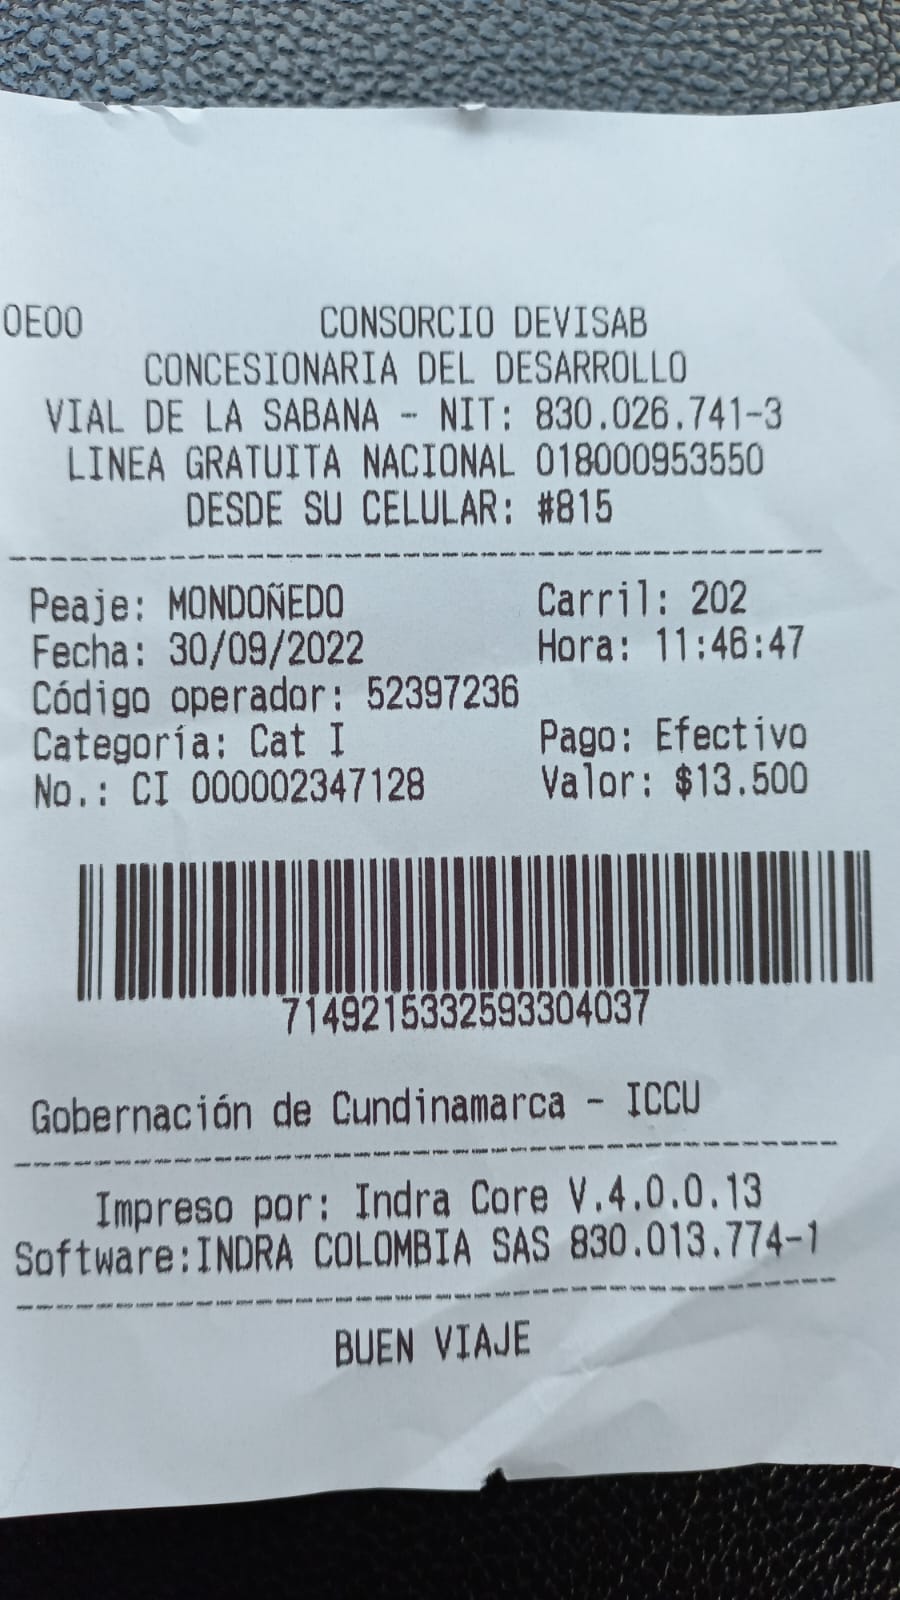 OE00 CONSORCIO DEVISAB
CONCESIONARIA DEL DESARROLLO
VIAL DE LA SABANA - NIT: 830.026.741-3
LINEA GRATUITA NACIONAL 018000953550
DESDE SU CELULAR: #815
Peaje: MONDOÑEDO Carril: 202
Fecha: 30/09/2022 Hora: 11:46:47
Código operador: 52397236
Categoría: Cat I Pago: Efectivo
No.: CI 000002347128 Valor: $13.500
7149215332593304037
Gobernación de Cundinamarca - ICCU
Impreso por: Indra Core V.4.0.0.13
Software:INDRA COLOMBIA SAS 830.013.774-1
BUEN VIAJE